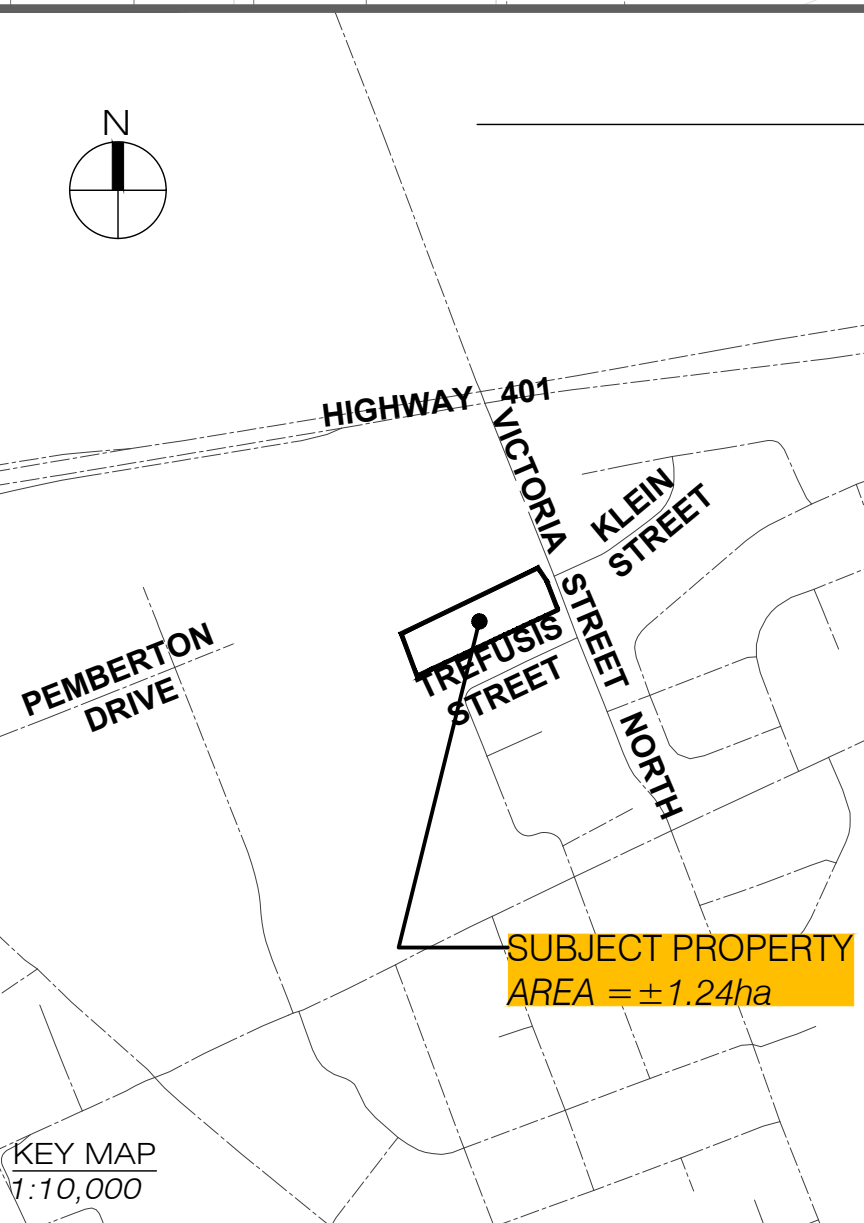 N
HIGHWAY 401
VICTORIA STREET NORTH
KLEIN
STREET
TREFUSIS
STREET
PEMBERTON
DRIVE
SUBJECT PROPERTY
AREA = ±1.24ha
KEY MAP
1:10,000